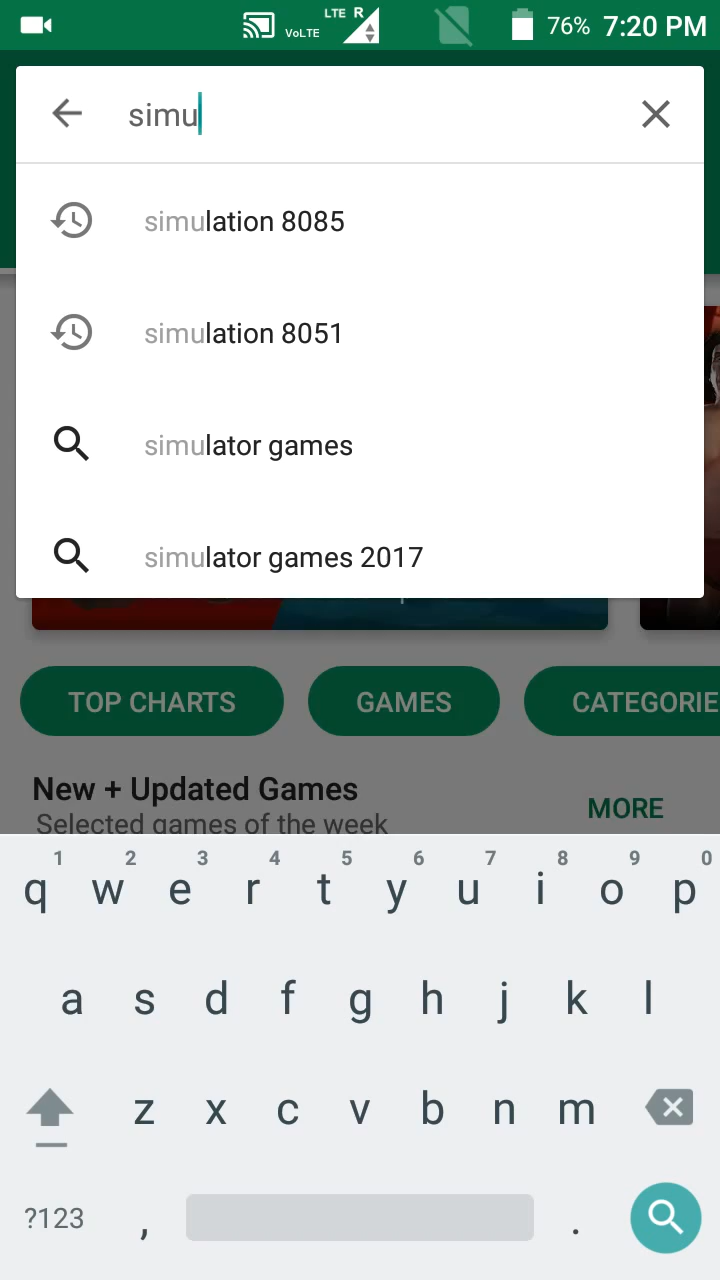 VoLTE LTE R 76% 7:20 PM
simu
simulation 8085
simulation 8051
simulator games
simulator games 2017
TOP CHARTS GAMES CATEGORIE
New + Updated Games
MORE
Selected games of the week
1 2 3 4 5 6 7 8 9 0
q w e r t y u i o p
a s d f g h j k l
z x c v b n m
?123 , .